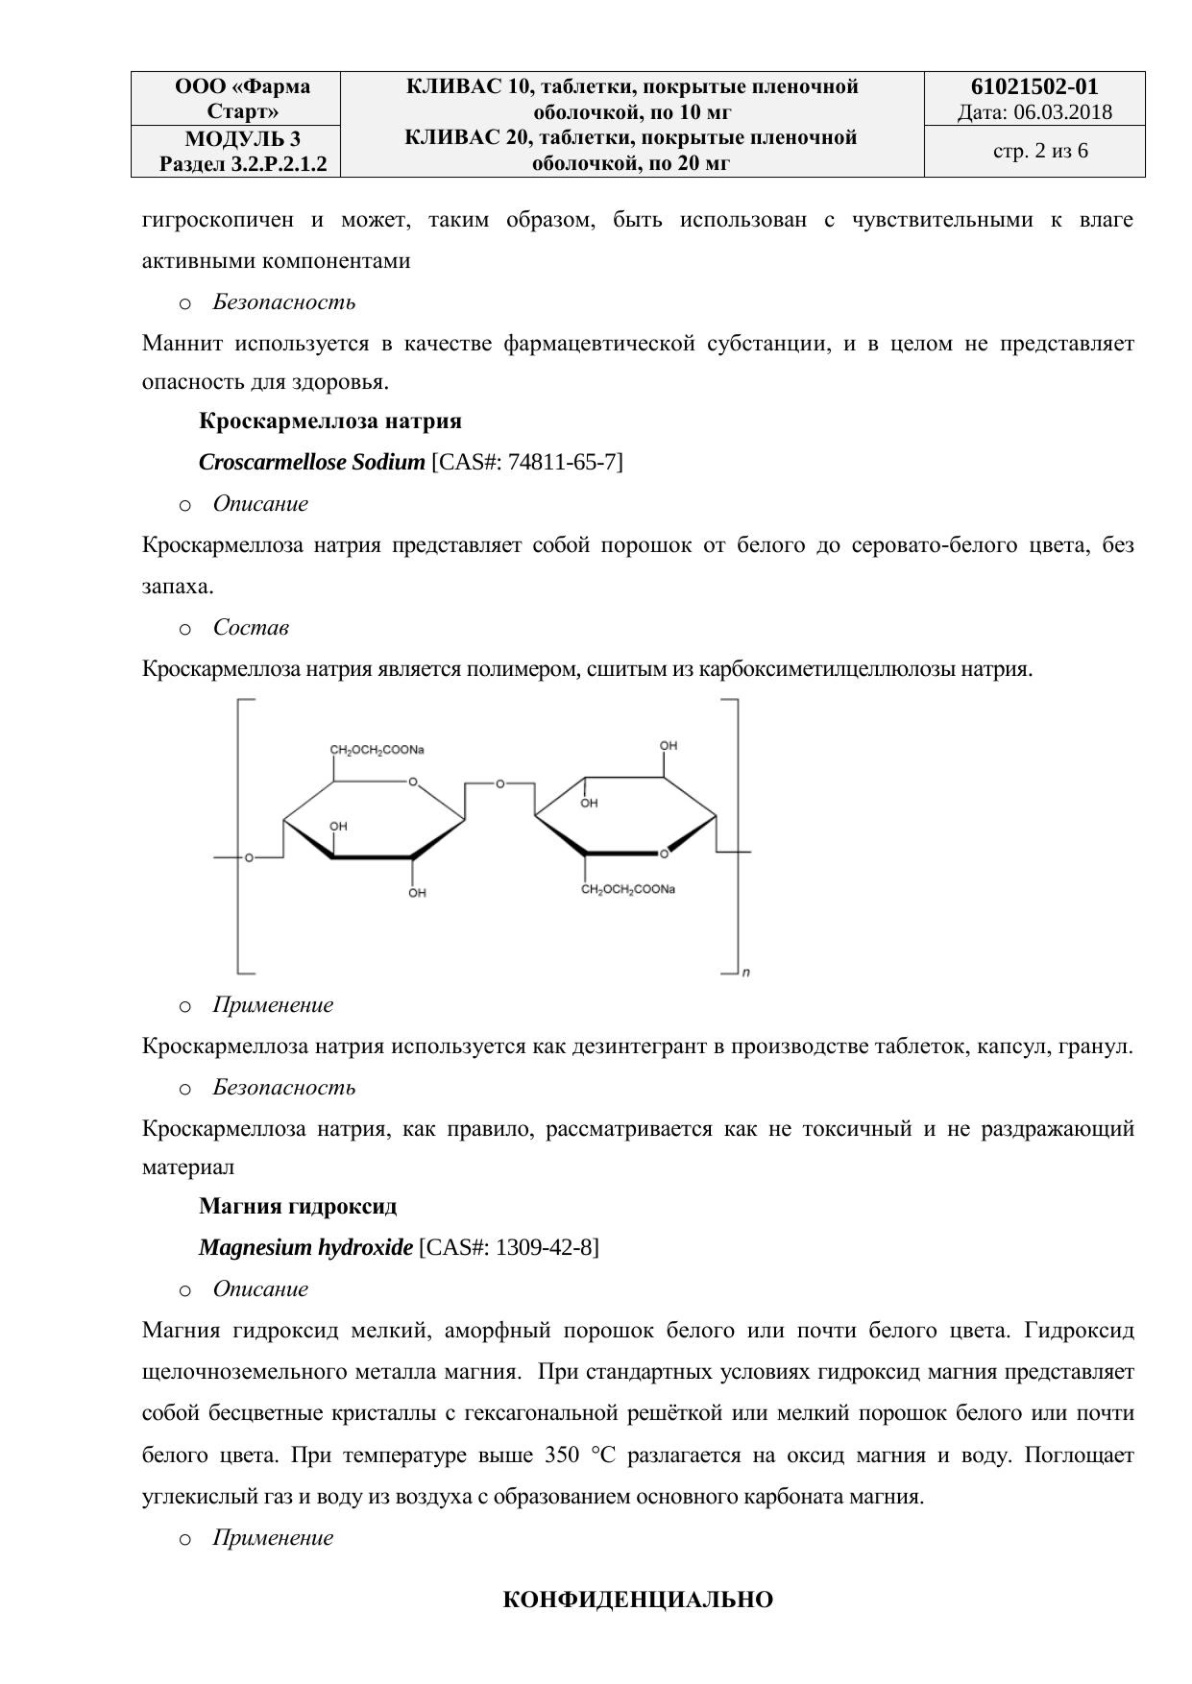 ООО «Фарма
Старт»
МОДУЛЬ 3
Раздел 3.2.P.2.1.2
КЛИВАС 10, таблетки, покрытые пленочной
оболочкой, по 10 мг
КЛИВАС 20, таблетки, покрытые пленочной
оболочкой, по 20 мг
61021502-01
Дата: 06.03.2018
стр. 2 из 6
гигроскопичен и может, таким образом, быть использован с чувствительными к влаге
активными компонентами
o Безопасность
Маннит используется в качестве фармацевтической субстанции, и в целом не представляет
опасность для здоровья.
Кроскармеллоза натрия
Croscarmellose Sodium [CAS#: 74811-65-7]
o Описание
Кроскармеллоза натрия представляет собой порошок от белого до серовато-белого цвета, без
запаха.
o Состав
Кроскармеллоза натрия является полимером, сшитым из карбоксиметилцеллюлозы натрия.
CH₂OCH₂COONa
OH
O
O
OH
OH
O
O
OH
CH₂OCH₂COONa
n
o Применение
Кроскармеллоза натрия используется как дезинтегрант в производстве таблеток, капсул, гранул.
o Безопасность
Кроскармеллоза натрия, как правило, рассматривается как не токсичный и не раздражающий
материал
Магния гидроксид
Magnesium hydroxide [CAS#: 1309-42-8]
o Описание
Магния гидроксид мелкий, аморфный порошок белого или почти белого цвета. Гидроксид
щелочноземельного металла магния. При стандартных условиях гидроксид магния представляет
собой бесцветные кристаллы с гексагональной решёткой или мелкий порошок белого или почти
белого цвета. При температуре выше 350 °C разлагается на оксид магния и воду. Поглощает
углекислый газ и воду из воздуха с образованием основного карбоната магния.
o Применение
КОНФИДЕНЦИАЛЬНО